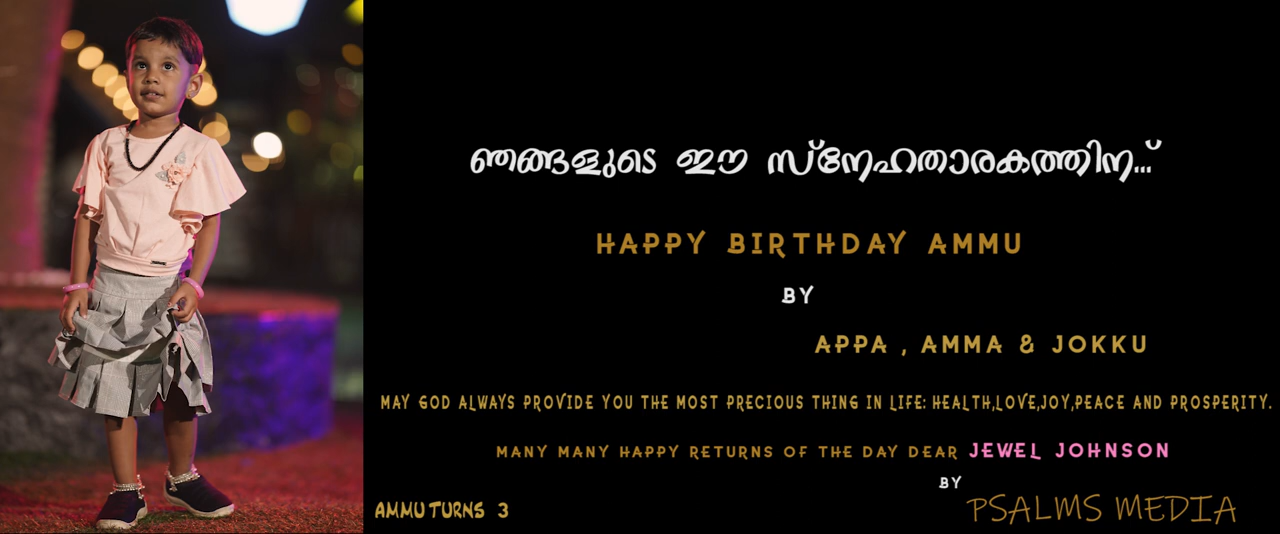 ഞങ്ങളുടെ ഈ സ്നേഹതാരകത്തിന്...
HAPPY BIRTHDAY AMMU
BY
APPA , AMMA & JOKKU
MAY GOD ALWAYS PROVIDE YOU THE MOST PRECIOUS THING IN LIFE: HEALTH,LOVE,JOY,PEACE AND PROSPERITY.
MANY MANY HAPPY RETURNS OF THE DAY DEAR JEWEL JOHNSON
BY
PSALMS MEDIA
AMMU TURNS 3